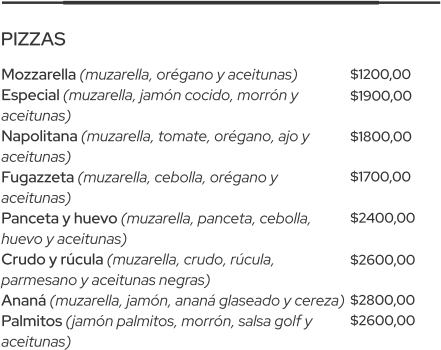 PIZZAS
Mozzarella (muzarella, orégano y aceitunas) $1200,00
Especial (muzarella, jamón cocido, morrón y $1900,00
aceitunas)
Napolitana (muzarella, tomate, orégano, ajo y $1800,00
aceitunas)
Fugazzeta (muzarella, cebolla, orégano y $1700,00
aceitunas)
Panceta y huevo (muzarella, panceta, cebolla, $2400,00
huevo y aceitunas)
Crudo y rúcula (muzarella, crudo, rúcula, $2600,00
parmesano y aceitunas negras)
Ananá (muzarella, jamón, ananá glaseado y cereza) $2800,00
Palmitos (jamón palmitos, morrón, salsa golf y $2600,00
aceitunas)